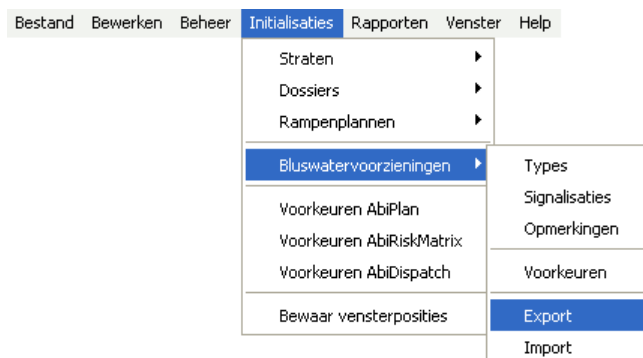 Bestand Bewerken Beheer Initialisaties Rapporten Venster Help
Straten
Dossiers
Rampenplannen
Bluswatervoorzieningen
Voorkeuren AbiPlan
Voorkeuren AbiRiskMatrix
Voorkeuren AbiDispatch
Bewaar vensterposities
Types
Signalisaties
Opmerkingen
Voorkeuren
Export
Import